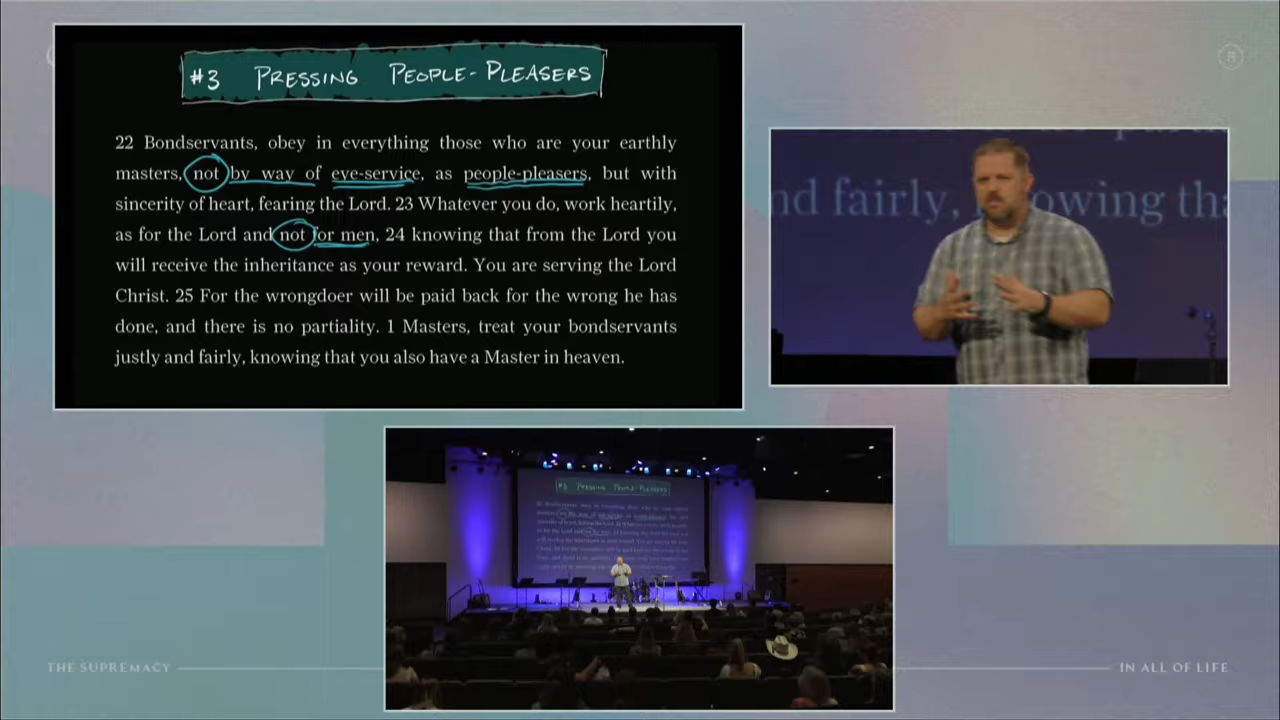 #3 PRESSING PEOPLE-PLEASERS
22 Bondservants, obey in everything those who are your earthly
masters, not by way of eye-service, as people-pleasers, but with
sincerity of heart, fearing the Lord. 23 Whatever you do, work heartily,
as for the Lord and not for men, 24 knowing that from the Lord you
will receive the inheritance as your reward. You are serving the Lord
Christ. 25 For the wrongdoer will be paid back for the wrong he has
done, and there is no partiality. 1 Masters, treat your bondservants
justly and fairly, knowing that you also have a Master in heaven.
nd fairly, knowing tha
#3 PRESSING PEOPLE-PLEASERS
THE SUPREMACY
IN ALL OF LIFE